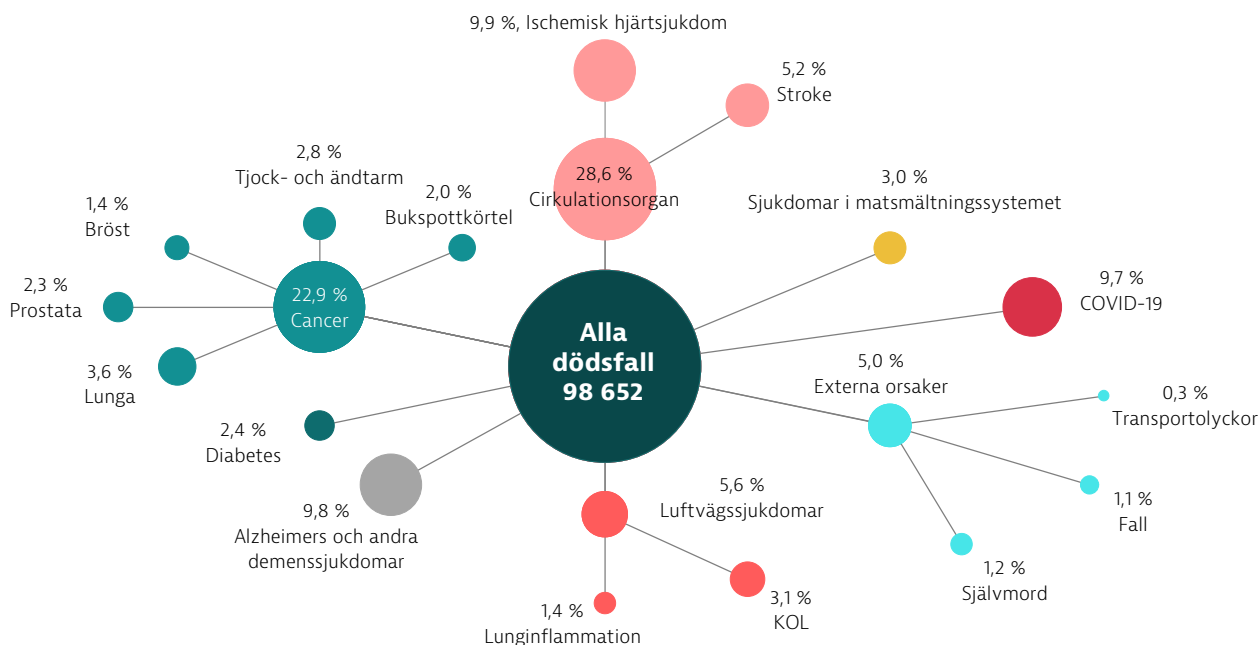 9,9 %, Ischemisk hjärtsjukdom
5,2 %
Stroke
28,6 %
Cirkulationsorgan
2,8 %
Tjock- och ändtarm
2,0 %
Bukspottkörtel
1,4 %
Bröst
2,3 %
Prostata
22,9 %
Cancer
3,6 %
Lunga
3,0 %
Sjukdomar i matsmältningssystemet
9,7 %
COVID-19
Alla
dödsfall
98 652
5,0 %
Externa orsaker
0,3 %
Transportolyckor
1,1 %
Fall
1,2 %
Självmord
2,4 %
Diabetes
9,8 %
Alzheimers och andra
demenssjukdomar
5,6 %
Luftvägssjukdomar
1,4 %
Lunginflammation
3,1 %
KOL